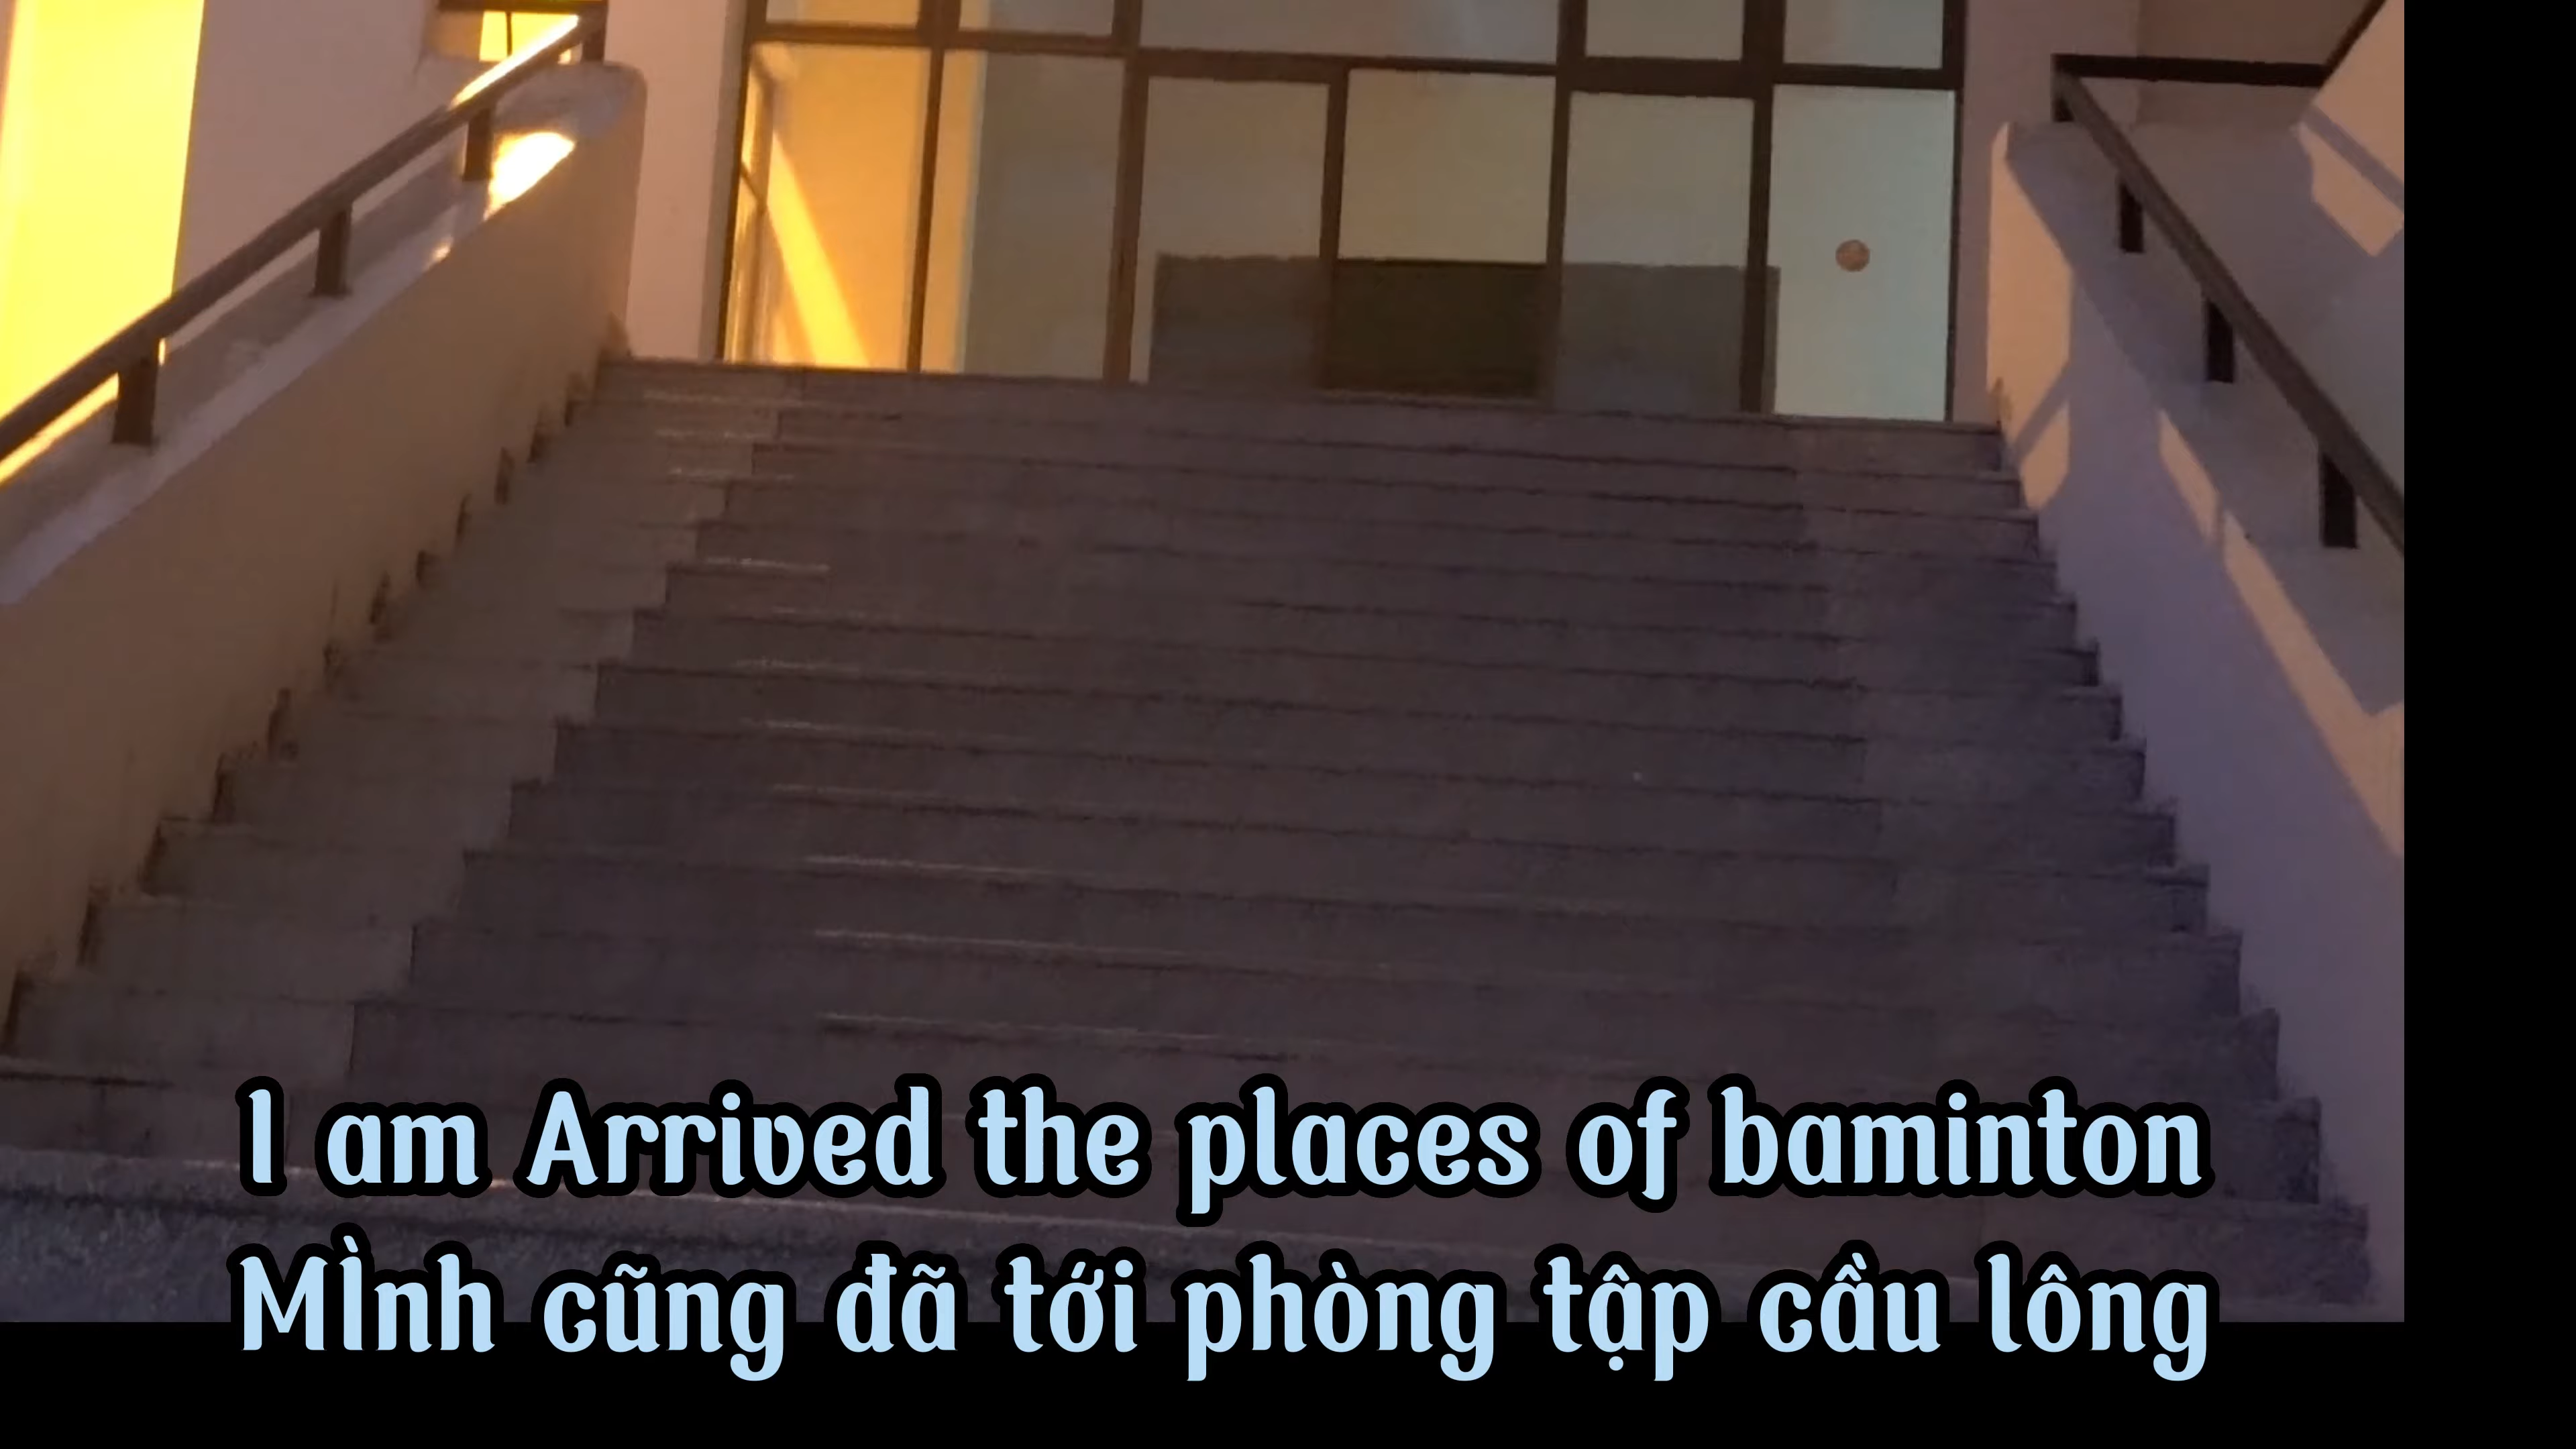 I am Arrived the places of baminton
MÌnh cũng đã tới phòng tập cầu lông